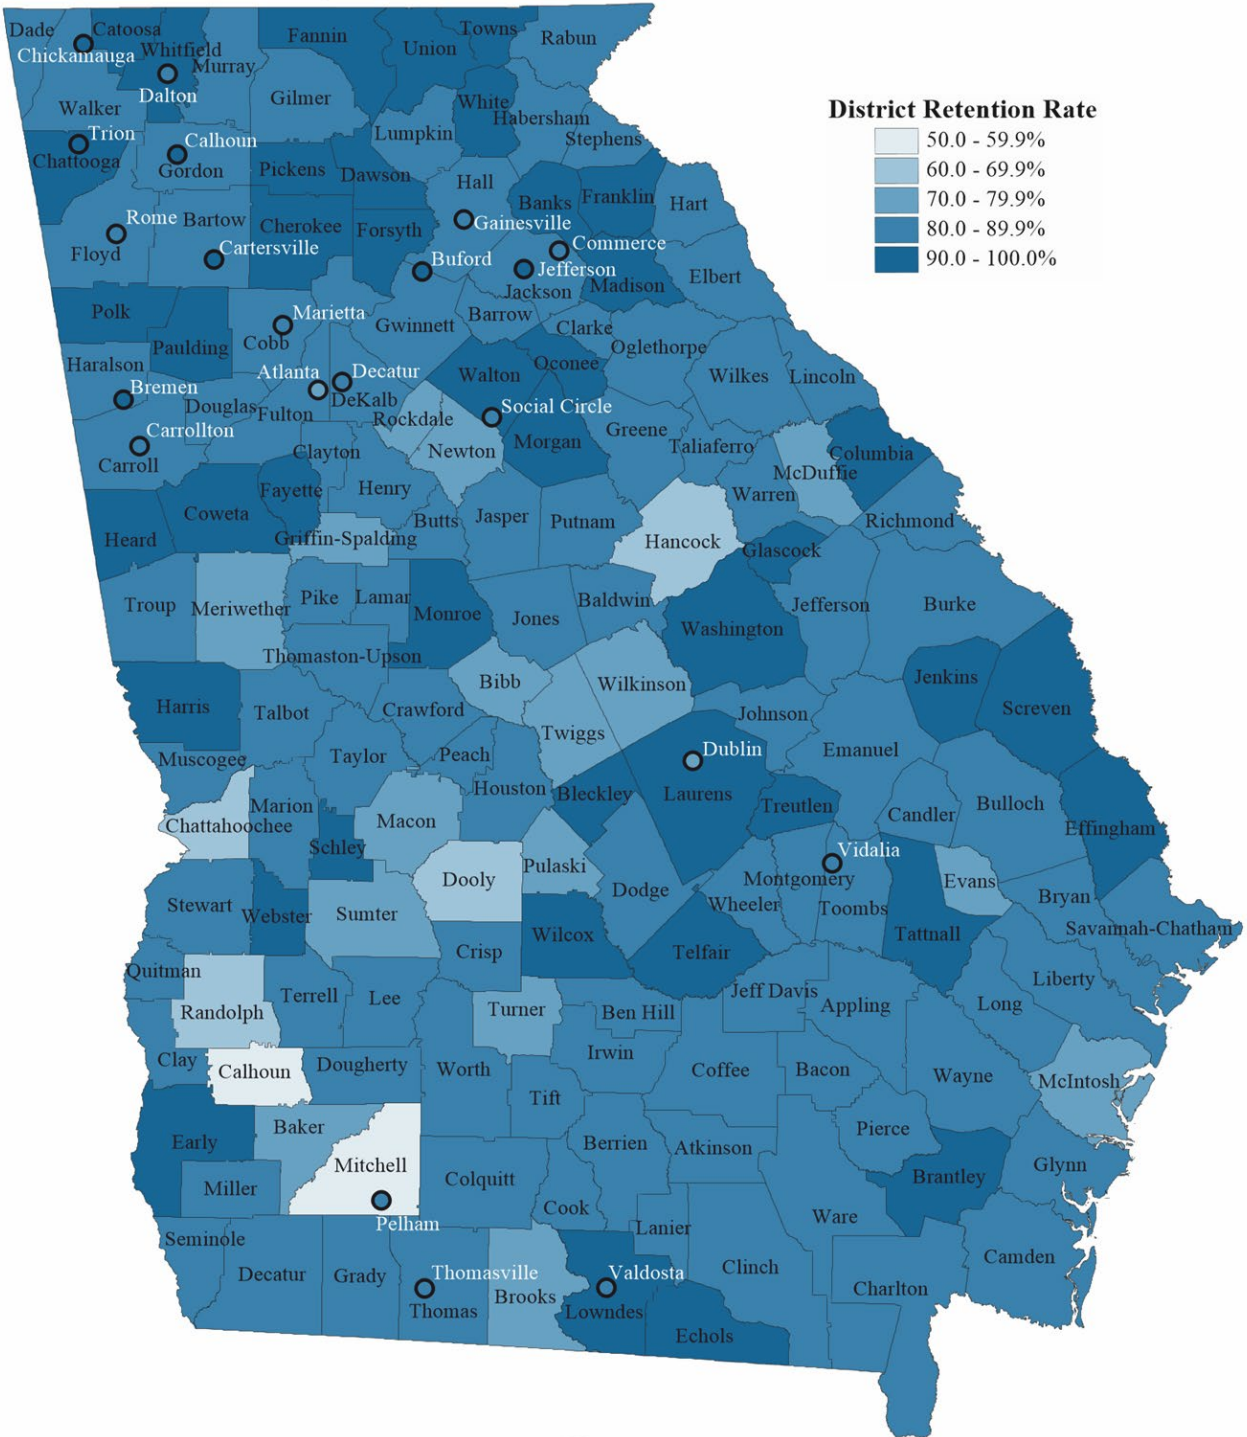 District Retention Rate
50.0 - 59.9%
60.0 - 69.9%
70.0 - 79.9%
80.0 - 89.9%
90.0 - 100.0%
Dade
Catoosa
Chickamauga
Whitfield
Murray
Fannin
Union
Towns
Rabun
Dalton
Walker
Gilmer
White
Habersham
Lumpkin
Stephens
Trion
Chattooga
Calhoun
Gordon
Pickens
Dawson
Hall
Banks
Franklin
Hart
Rome
Floyd
Bartow
Cartersville
Cherokee
Forsyth
Gainesville
Commerce
Buford
Jefferson
Jackson
Madison
Elbert
Polk
Paulding
Marietta
Cobb
Gwinnett
Barrow
Clarke
Oglethorpe
Haralson
Bremen
Atlanta
Decatur
Walton
Oconee
Wilkes
Lincoln
Douglas
Fulton
DeKalb
Rockdale
Social Circle
Carrollton
Carroll
Clayton
Newton
Morgan
Greene
Taliaferro
Columbia
McDuffie
Warren
Fayette
Henry
Coweta
Heard
Griffin-Spalding
Butts
Jasper
Putnam
Hancock
Glascock
Richmond
Troup
Meriwether
Pike
Lamar
Monroe
Jones
Baldwin
Washington
Jefferson
Burke
Thomaston-Upson
Bibb
Wilkinson
Jenkins
Screven
Harris
Talbot
Crawford
Twiggs
Johnson
Emanuel
Muscogee
Taylor
Peach
Dublin
Houston
Bleckley
Laurens
Treutlen
Candler
Bulloch
Effingham
Chattahoochee
Marion
Macon
Schley
Dooly
Pulaski
Dodge
Vidalia
Montgomery
Wheeler
Toombs
Evans
Bryan
Savannah-Chatham
Stewart
Webster
Sumter
Crisp
Wilcox
Telfair
Tattnall
Quitman
Randolph
Terrell
Lee
Turner
Ben Hill
Jeff Davis
Appling
Long
Liberty
Clay
Calhoun
Dougherty
Worth
Irwin
Coffee
Bacon
Wayne
McIntosh
Tift
Early
Baker
Mitchell
Berrien
Atkinson
Pierce
Brantley
Glynn
Miller
Colquitt
Pelham
Cook
Lanier
Ware
Seminole
Decatur
Grady
Thomasville
Thomas
Brooks
Valdosta
Lowndes
Clinch
Echols
Charlton
Camden